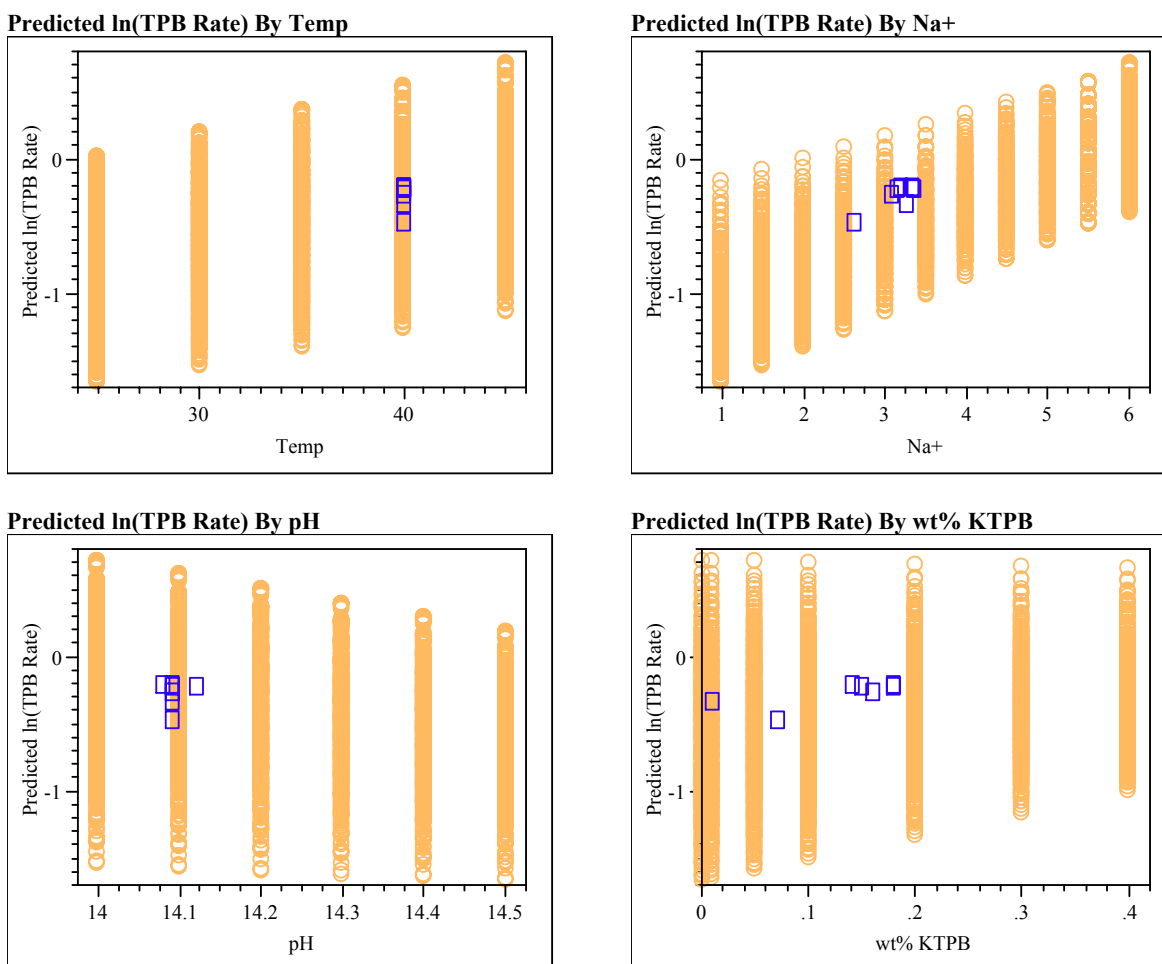 Predicted ln(TPB Rate) By Temp
Predicted ln(TPB Rate)
0
-1
30
40
Temp
Predicted ln(TPB Rate) By Na+
Predicted ln(TPB Rate)
0
-1
1
2
3
4
5
6
Na+
Predicted ln(TPB Rate) By pH
Predicted ln(TPB Rate)
0
-1
14
14.1
14.2
14.3
14.4
14.5
pH
Predicted ln(TPB Rate) By wt% KTPB
Predicted ln(TPB Rate)
0
-1
0
.1
.2
.3
.4
wt% KTPB